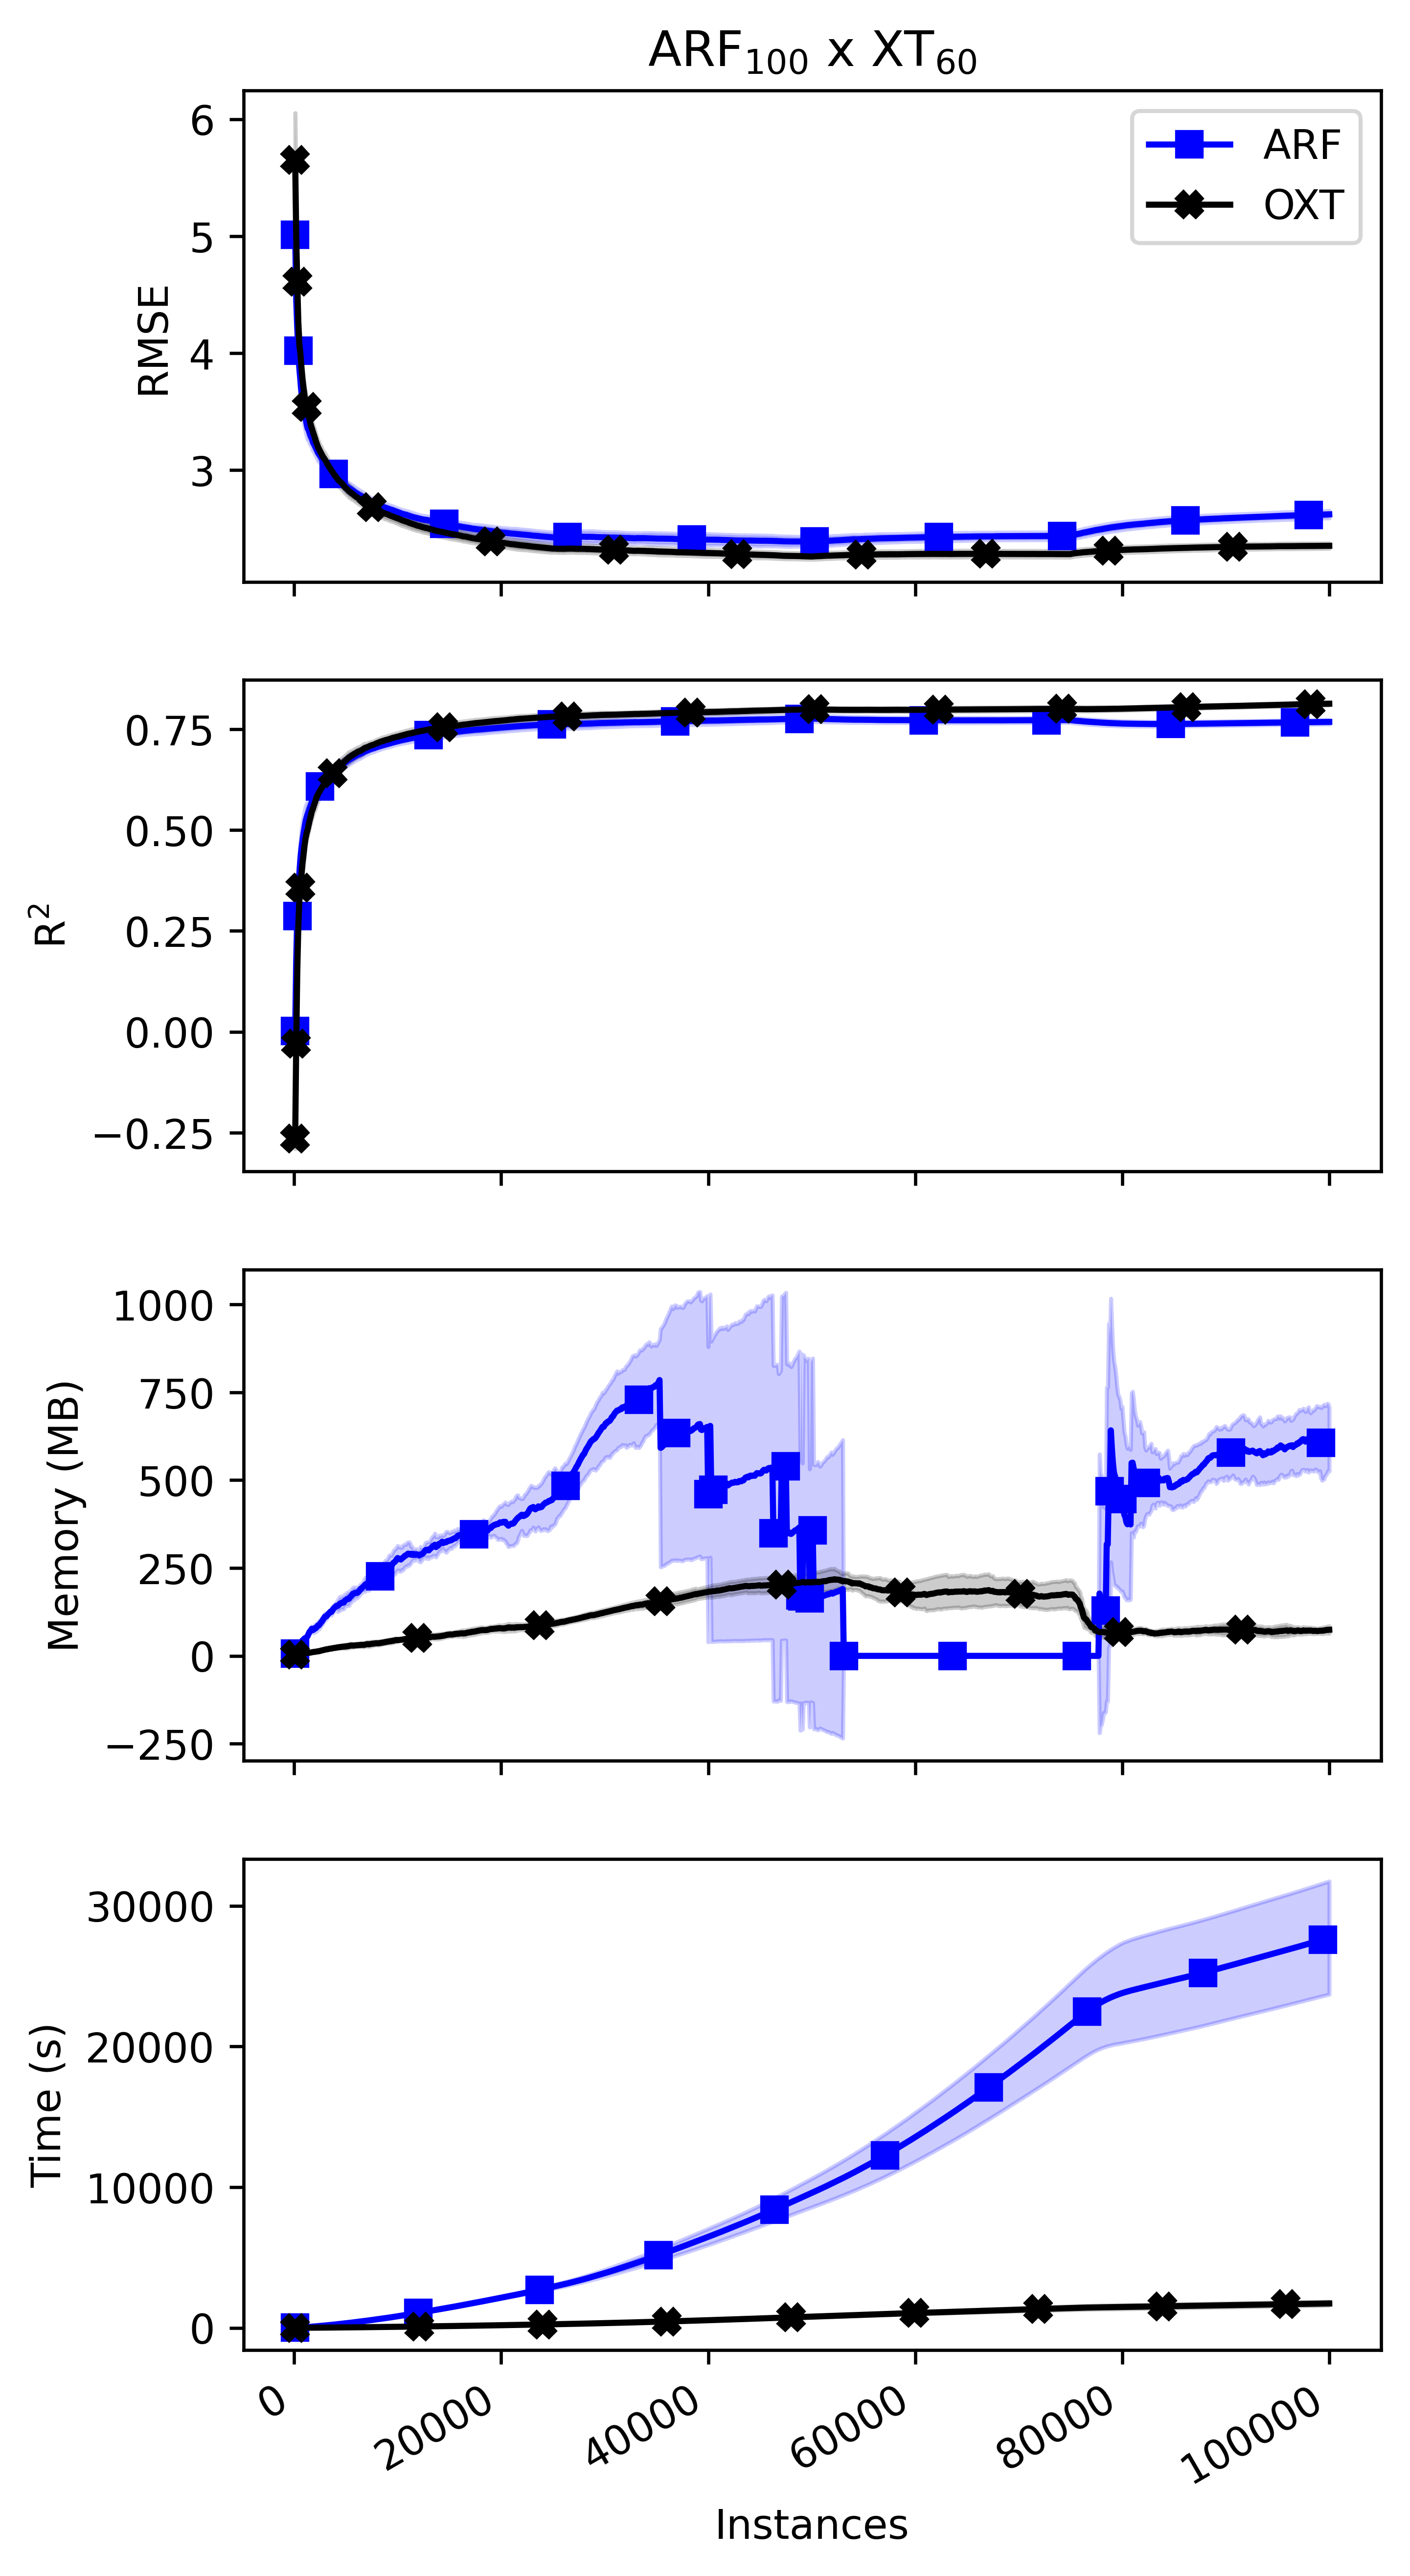 ARF₁₀₀ x XT₆₀
ARF
OXT
RMSE
6
5
4
3
R²
0.75
0.50
0.25
0.00
−0.25
Memory (MB)
1000
750
500
250
0
−250
Time (s)
30000
20000
10000
0
0 20000 40000 60000 80000 100000
Instances